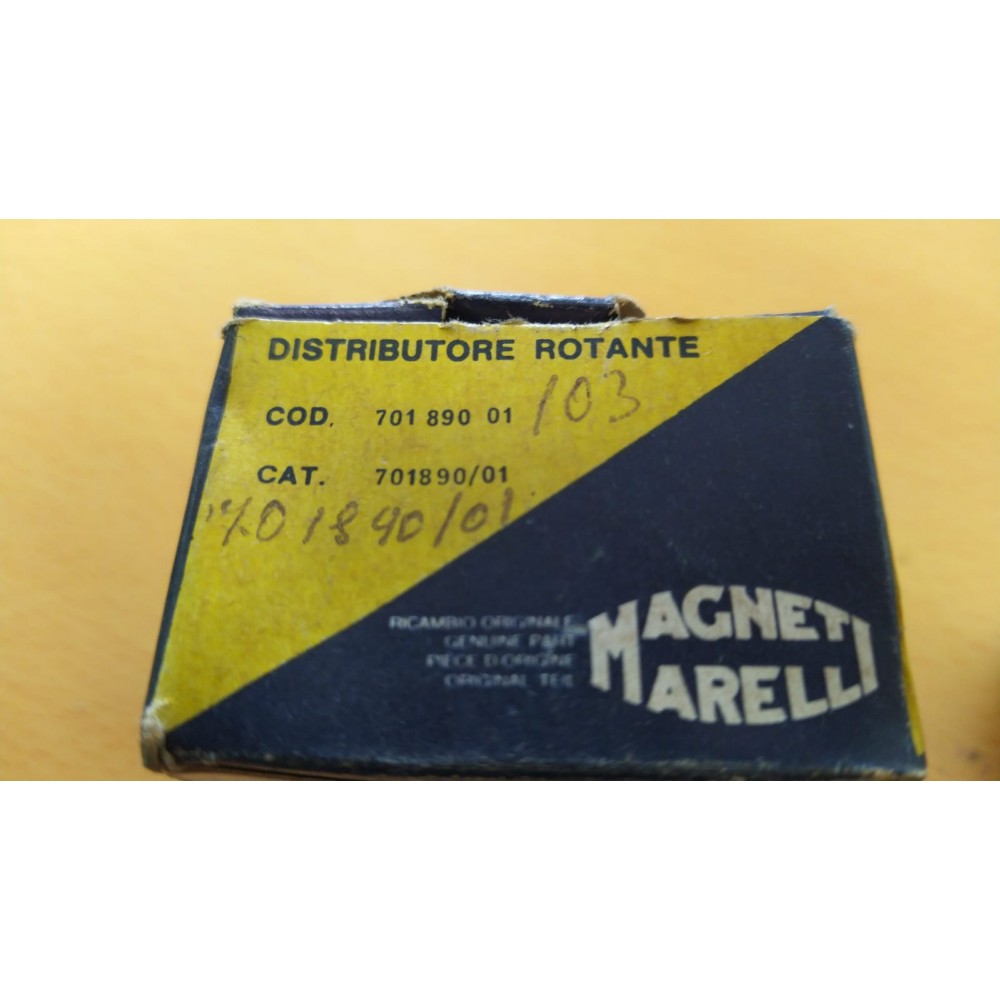 DISTRIBUTORE ROTANTE
COD. 701 890 01 /03
CAT. 701890/01
701890/01
RICAMBIO ORIGINALE
GENUINE PART
PIÈCE D'ORIGINE
ORIGINAL TEIL
MAGNETI
MARELLI